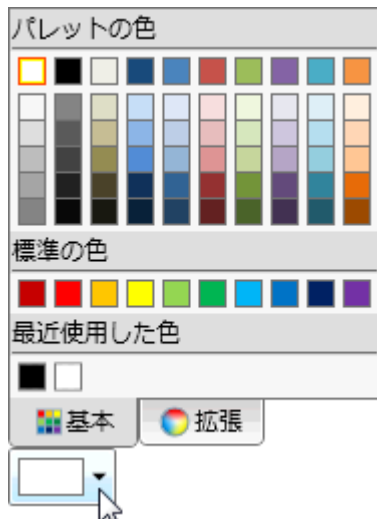 パレットの色
標準の色
最近使用した色
基本 拡張